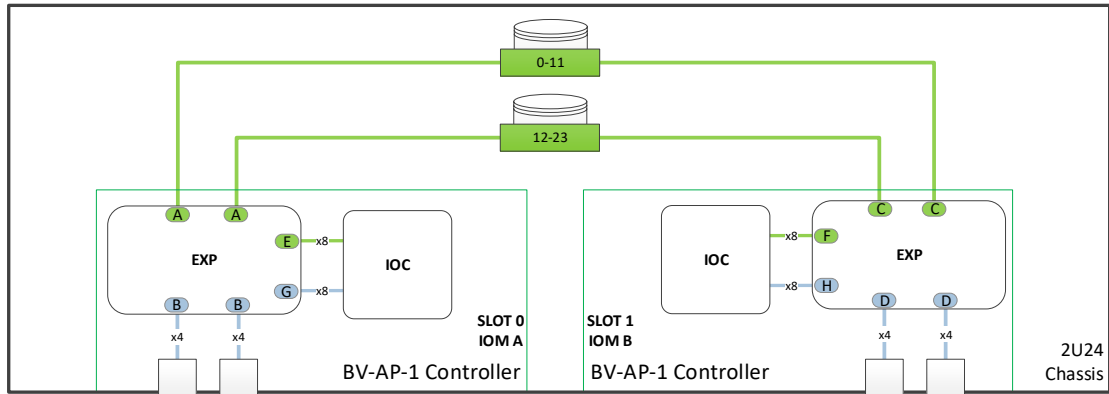 0-11
12-23
A
A
E
x8
EXP
IOC
G
x8
B
B
x4
x4
SLOT 0
IOM A
BV-AP-1 Controller
C
C
x8
F
IOC
EXP
x8
H
D
D
x4
x4
SLOT 1
IOM B
BV-AP-1 Controller
2U24
Chassis